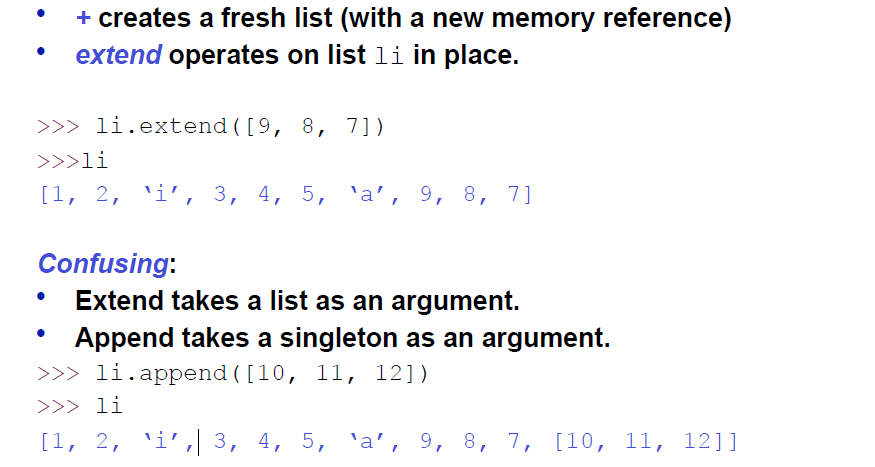 • + creates a fresh list (with a new memory reference)
• extend operates on list li in place.
>>> li.extend([9, 8, 7])
>>>li
[1, 2, ‘i’, 3, 4, 5, ‘a’, 9, 8, 7]
Confusing:
• Extend takes a list as an argument.
• Append takes a singleton as an argument.
>>> li.append([10, 11, 12])
>>> li
[1, 2, ‘i’, 3, 4, 5, ‘a’, 9, 8, 7, [10, 11, 12]]